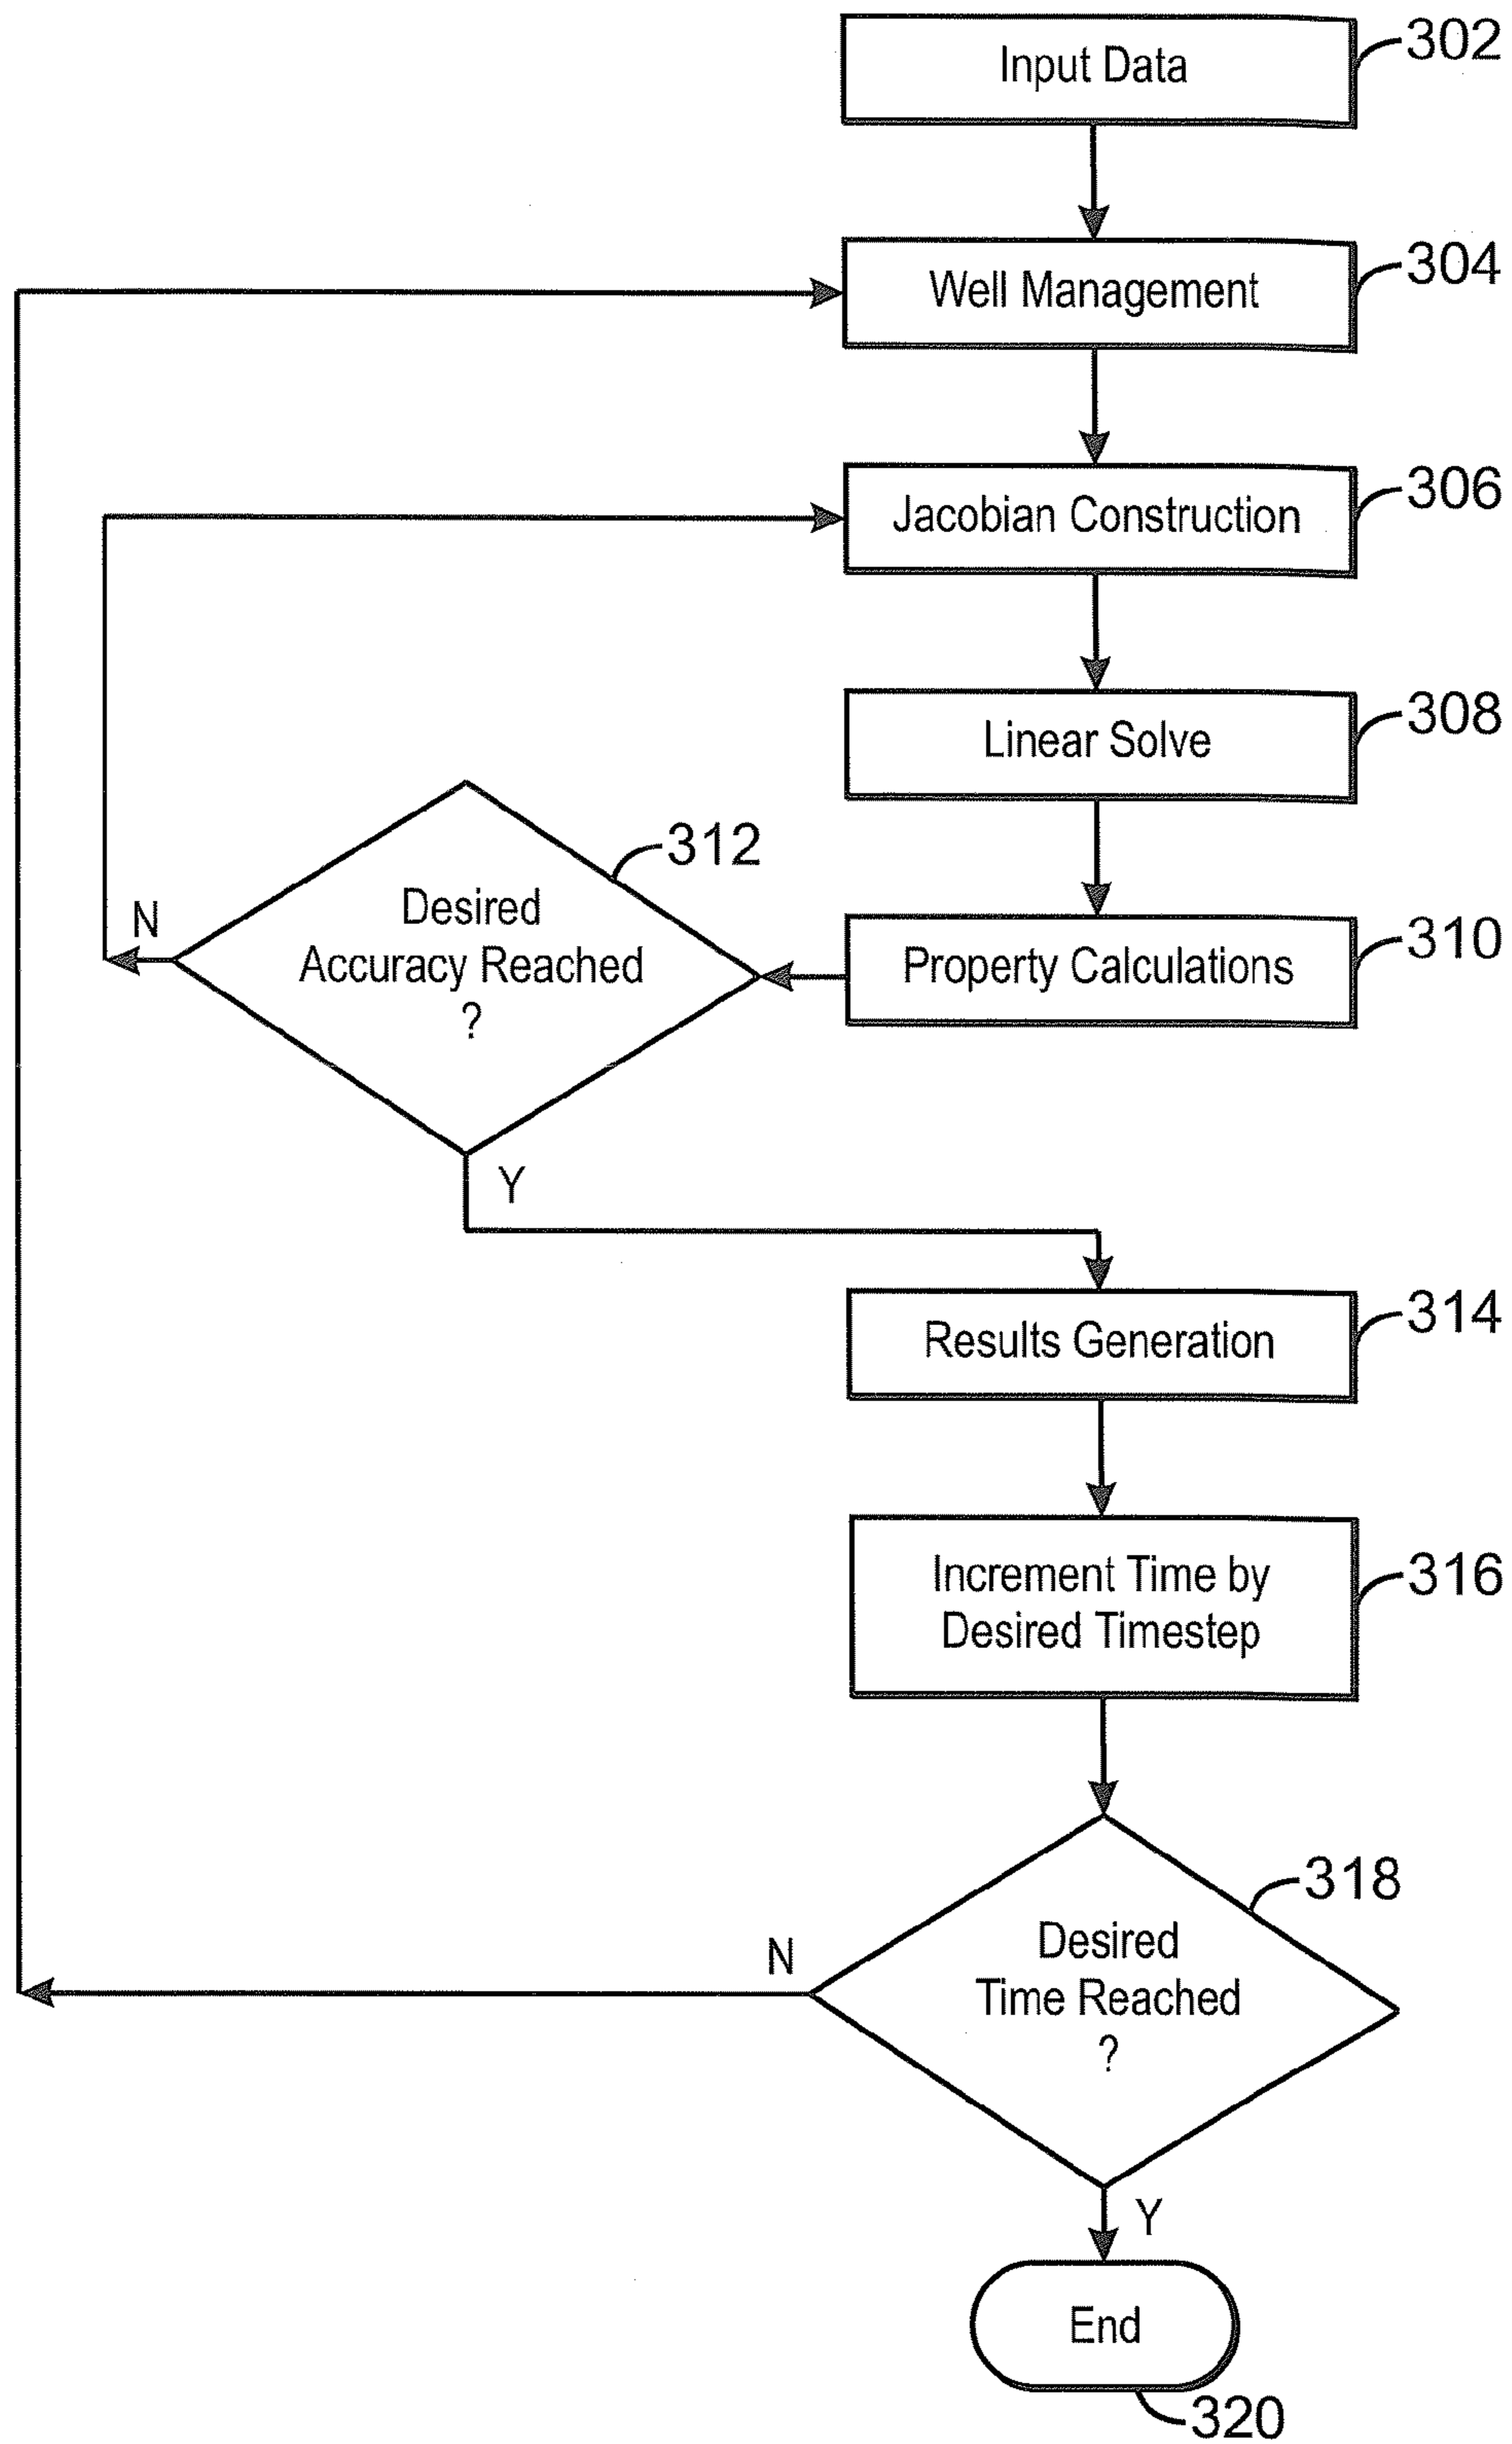 Input Data
302
Well Management
304
Jacobian Construction
306
Linear Solve
308
312
Desired
Accuracy Reached
?
N
Property Calculations
310
Y
Results Generation
314
Increment Time by
Desired Timestep
316
318
Desired
Time Reached
?
N
Y
End
320